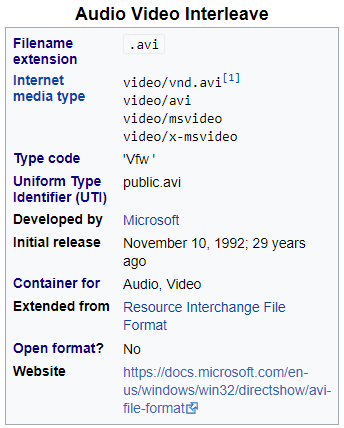 Audio Video Interleave
Filename extension .avi
Internet media type video/vnd.avi[1]
video/avi
video/msvideo
video/x-msvideo
Type code 'Vfw '
Uniform Type Identifier (UTI) public.avi
Developed by Microsoft
Initial release November 10, 1992; 29 years
ago
Container for Audio, Video
Extended from Resource Interchange File
Format
Open format? No
Website https://docs.microsoft.com/en-
us/windows/win32/directshow/avi-
file-format